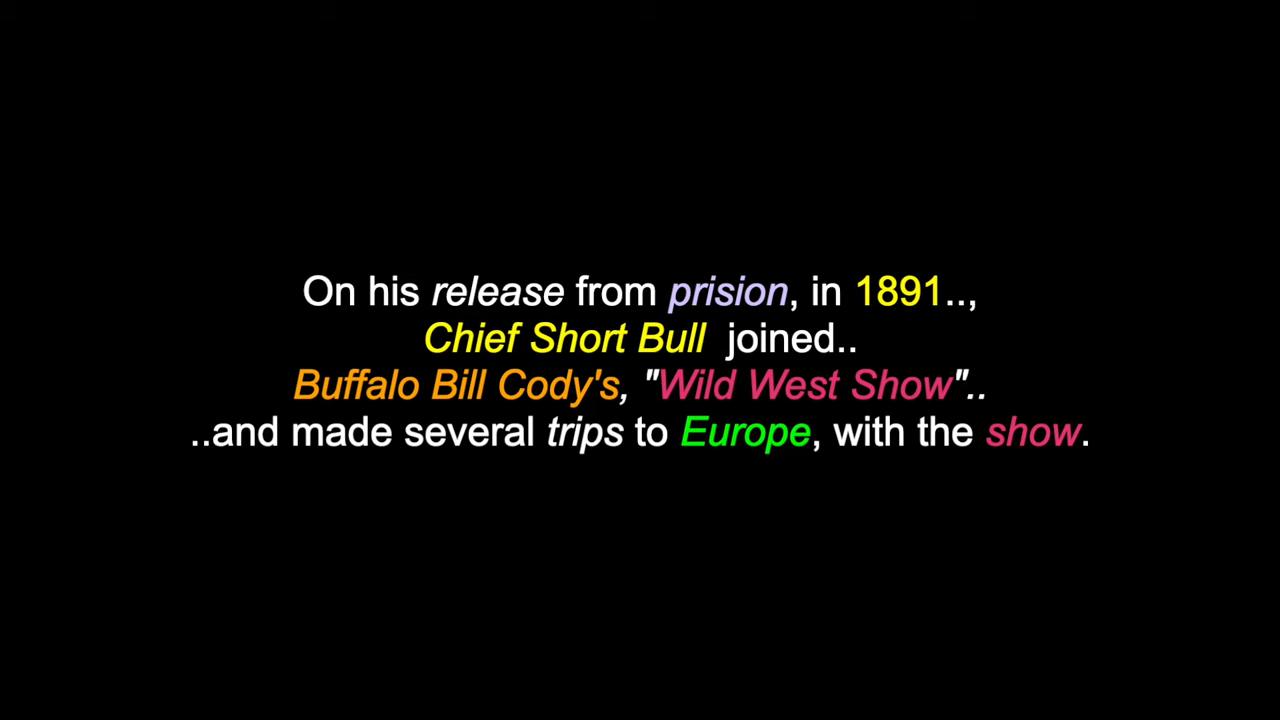 On his release from prision, in 1891..,
Chief Short Bull joined..
Buffalo Bill Cody's, "Wild West Show"..
..and made several trips to Europe, with the show.